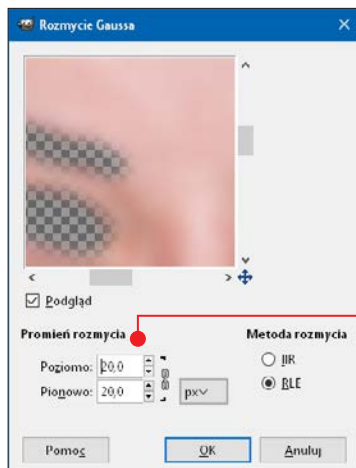 Rozmycie Gaussa
Podgląd
Promień rozmycia Metoda rozmycia
Poziomo: 20,0 IIR
Pionowo: 20,0 px RLE
Pomoc OK Anuluj